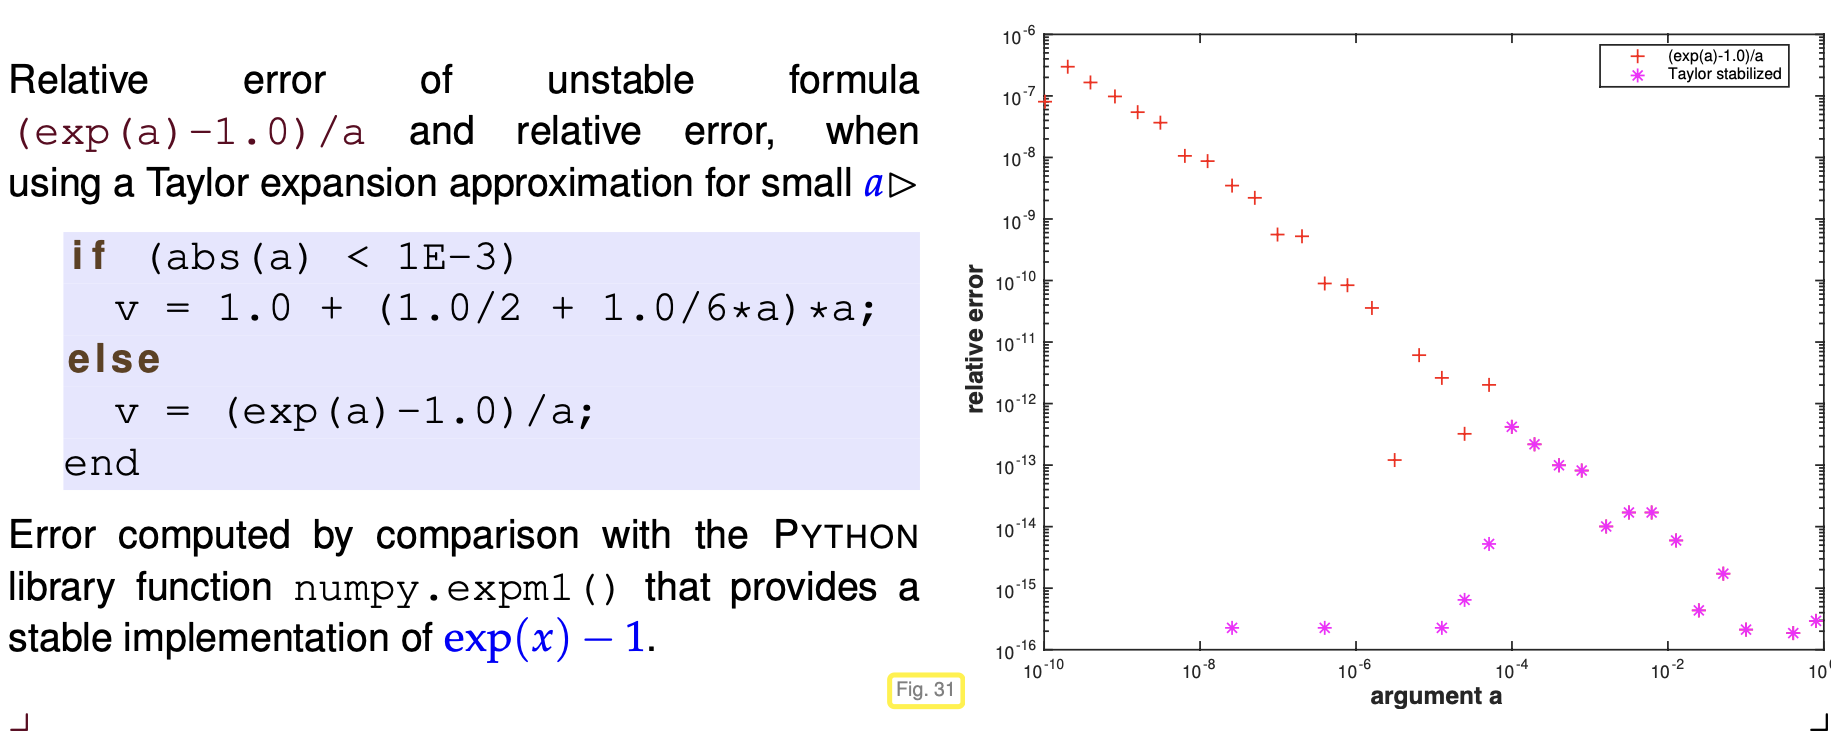 Relative error of unstable formula
(exp(a)-1.0)/a and relative error, when
using a Taylor expansion approximation for small a ▷
if (abs(a) < 1E-3)
v = 1.0 + (1.0/2 + 1.0/6*a)*a;
else
v = (exp(a)-1.0)/a;
end
Error computed by comparison with the PYTHON
library function numpy.expm1() that provides a
stable implementation of exp(x) − 1.
Fig. 31
(exp(a)-1.0)/a
Taylor stabilized
relative error
10^-6
10^-7
10^-8
10^-9
10^-10
10^-11
10^-12
10^-13
10^-14
10^-15
10^-16
10^-10 10^-8 10^-6 10^-4 10^-2 10^0
argument a